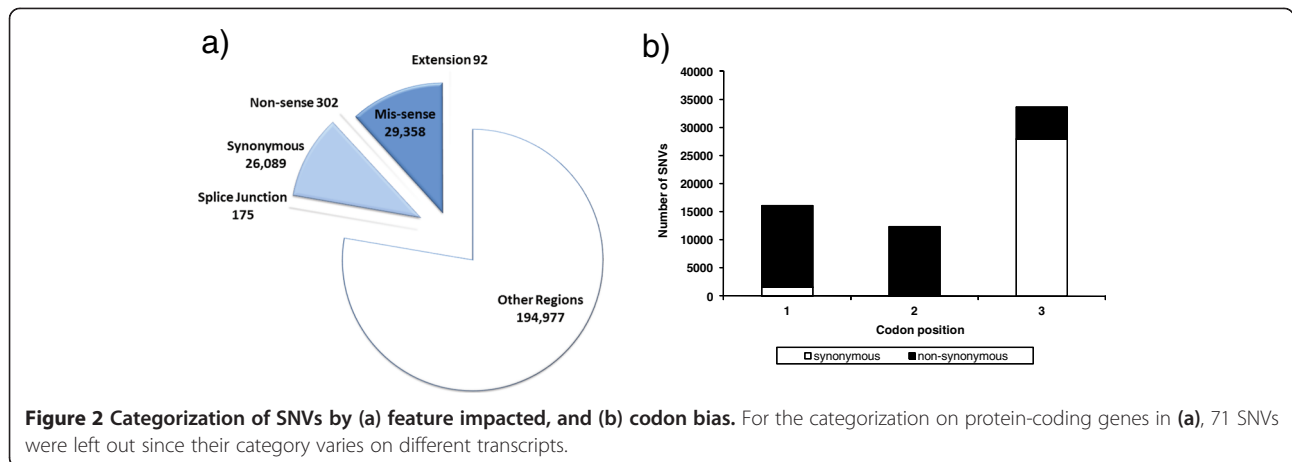 a)
Extension 92
Non-sense 302
Mis-sense
29,358
Synonymous
26,089
Splice Junction
175
Other Regions
194,977
b)
Number of SNVs
40000
35000
30000
25000
20000
15000
10000
5000
0
1 2 3
Codon position
synonymous non-synonymous
Figure 2 Categorization of SNVs by (a) feature impacted, and (b) codon bias. For the categorization on protein-coding genes in (a), 71 SNVs
were left out since their category varies on different transcripts.